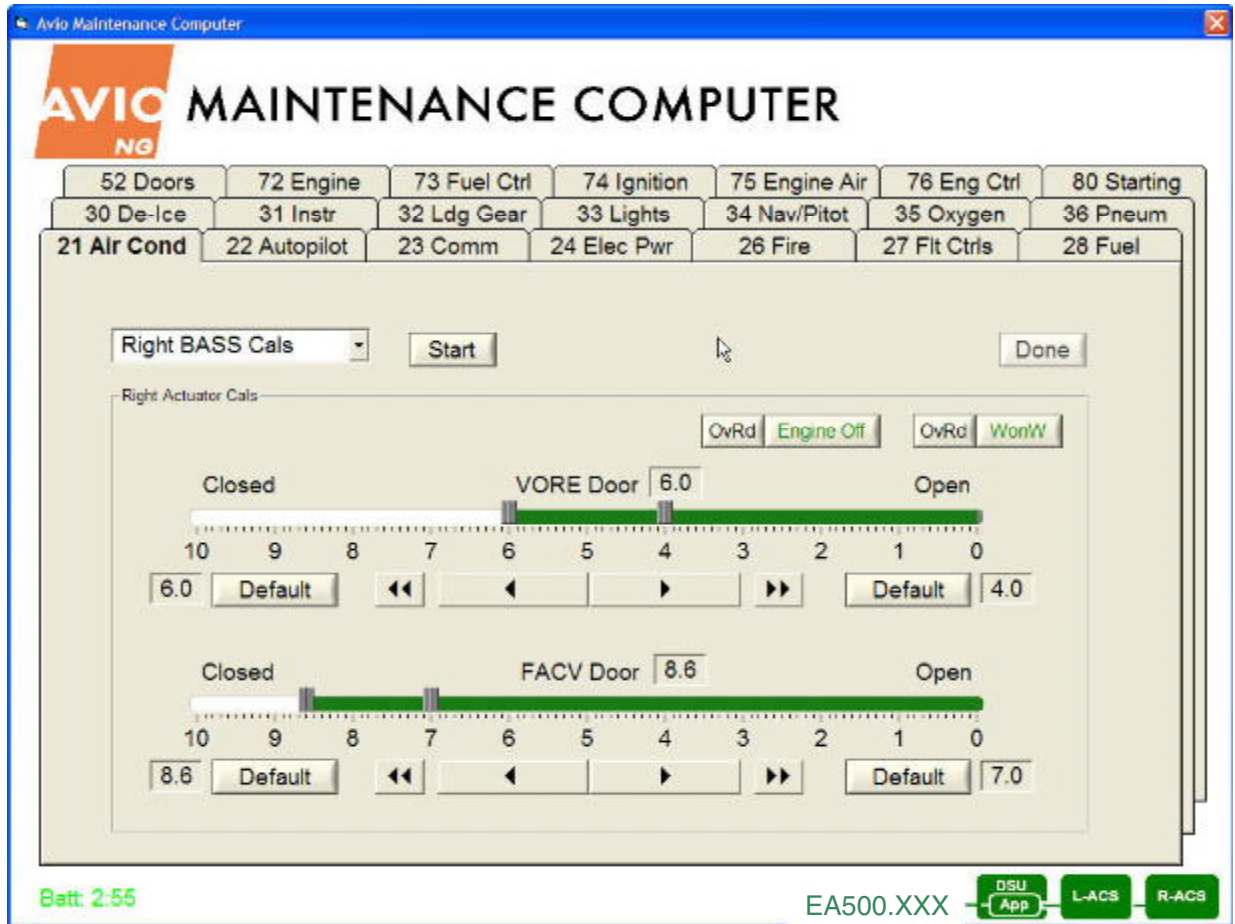 Avio Maintenance Computer
AVIO NG
MAINTENANCE COMPUTER
52 Doors 72 Engine 73 Fuel Ctrl 74 Ignition 75 Engine Air 76 Eng Ctrl 80 Starting
30 De-Ice 31 Instr 32 Ldg Gear 33 Lights 34 Nav/Pitot 35 Oxygen 36 Pneum
21 Air Cond 22 Autopilot 23 Comm 24 Elec Pwr 26 Fire 27 Flt Ctrls 28 Fuel
Right BASS Cals Start Done
Right Actuator Cals
OvRd Engine Off OvRd WonW
Closed VORE Door 6.0 Open
10 9 8 7 6 5 4 3 2 1 0
6.0 Default Default 4.0
Closed FACV Door 8.6 Open
10 9 8 7 6 5 4 3 2 1 0
8.6 Default Default 7.0
Batt: 2:55 EA500.XXX DSU App L-ACS R-ACS